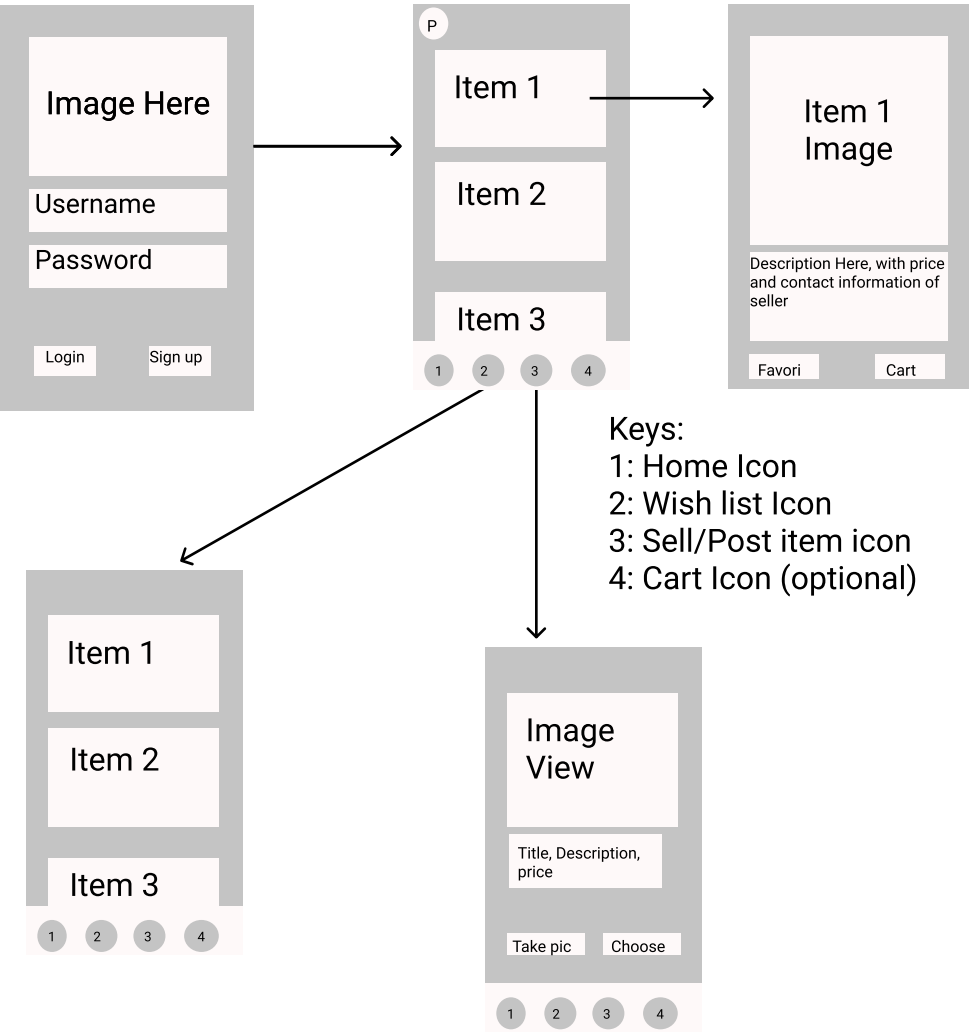 Image Here
Username
Password
Login
Sign up
P
Item 1
Item 2
Item 3
1
2
3
4
Item 1
Image
Description Here, with price
and contact information of
seller
Favori
Cart
Keys:
1: Home Icon
2: Wish list Icon
3: Sell/Post item icon
4: Cart Icon (optional)
Item 1
Item 2
Item 3
1
2
3
4
Image
View
Title, Description,
price
Take pic
Choose
1
2
3
4